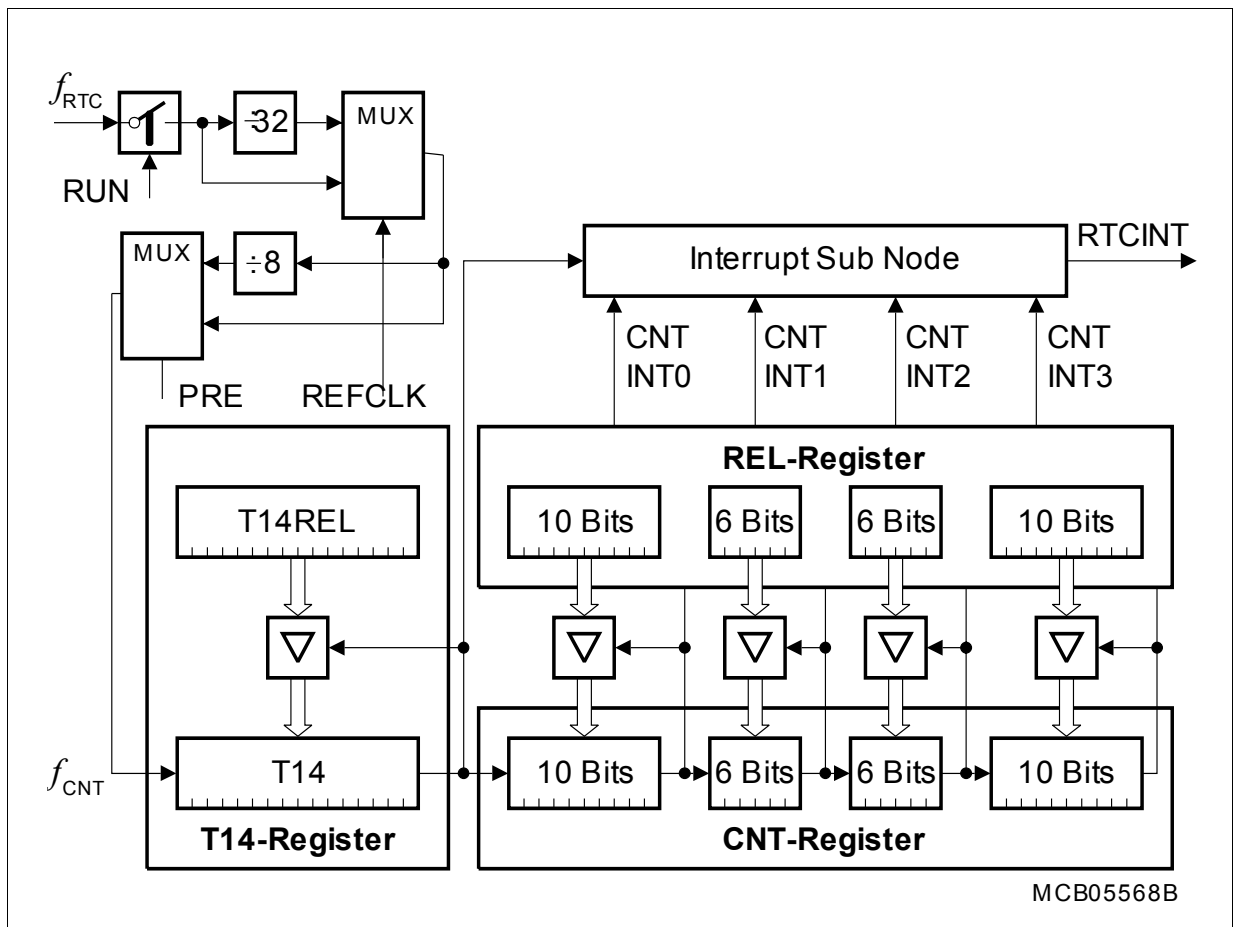 fRTC
÷32
MUX
RUN
MUX
÷8
Interrupt Sub Node
RTCINT
CNT INT0
CNT INT1
CNT INT2
CNT INT3
PRE
REFCLK
REL-Register
T14REL
10 Bits
6 Bits
6 Bits
10 Bits
fCNT
T14
10 Bits
6 Bits
6 Bits
10 Bits
T14-Register
CNT-Register
MCB05568B